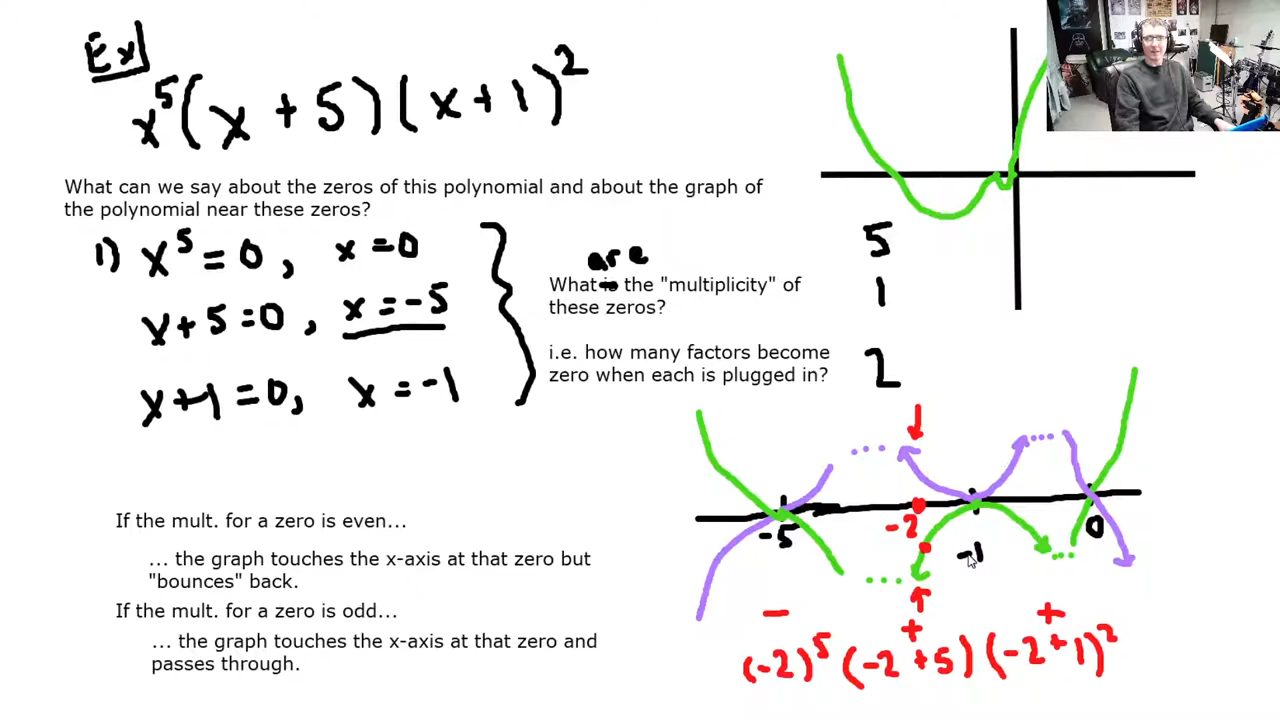 Ex
x^5(x + 5)(x + 1)^2
What can we say about the zeros of this polynomial and about the graph of
the polynomial near these zeros?
1) x^5 = 0, x = 0
x + 5 = 0, x = -5
x + 1 = 0, x = -1
are
What is the "multiplicity" of
these zeros?
i.e. how many factors become
zero when each is plugged in?
5
1
2
If the mult. for a zero is even...
... the graph touches the x-axis at that zero but
"bounces" back.
If the mult. for a zero is odd...
... the graph touches the x-axis at that zero and
passes through.
-5
-2
-1
0
- + +
(-2)^5 (-2 + 5) (-2 + 1)^2